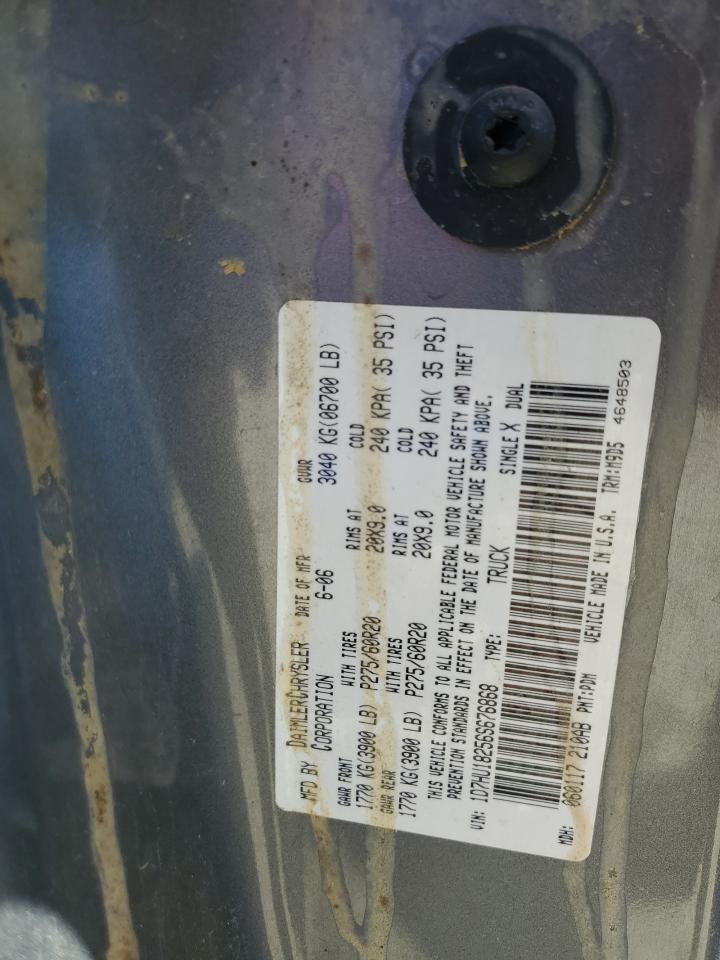 MFD BY DAIMLERCHRYSLER CORPORATION DATE OF MFR 6-06 GVWR 3040 KG(06700 LB)
GAWR FRONT WITH TIRES RIMS AT COLD
1770 KG(3900 LB) P275/60R20 20X9.0 240 KPA( 35 PSI)
GAWR REAR WITH TIRES RIMS AT COLD
1770 KG(3900 LB) P275/60R20 20X9.0 240 KPA( 35 PSI)
THIS VEHICLE CONFORMS TO ALL APPLICABLE FEDERAL MOTOR VEHICLE SAFETY AND THEFT
PREVENTION STANDARDS IN EFFECT ON THE DATE OF MANUFACTURE SHOWN ABOVE.
VIN: 1D7HU18256S676868 TYPE: TRUCK SINGLE X DUAL
MDH: 060117 210AB PNT:PDM VEHICLE MADE IN U.S.A. TRM:M9D5
4648503